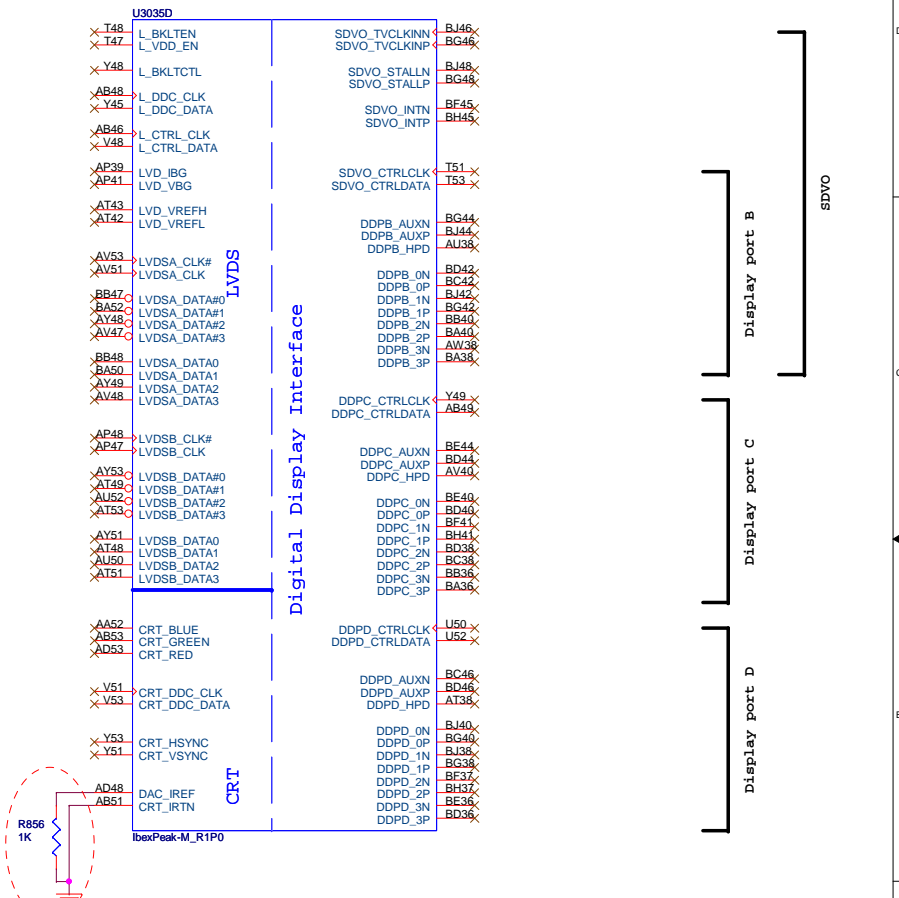 U3035D
T48 L_BKLTEN
T47 L_VDD_EN
Y48 L_BKLTCTL
AB48 L_DDC_CLK
Y45 L_DDC_DATA
AB46 L_CTRL_CLK
V48 L_CTRL_DATA
AP39 LVD_IBG
AP41 LVD_VBG
AT43 LVD_VREFH
AT42 LVD_VREFL
AV53 LVDSA_CLK#
AV51 LVDSA_CLK
BB47 LVDSA_DATA#0
BA52 LVDSA_DATA#1
AY48 LVDSA_DATA#2
AV47 LVDSA_DATA#3
BB48 LVDSA_DATA0
BA50 LVDSA_DATA1
AY49 LVDSA_DATA2
AV48 LVDSA_DATA3
AP48 LVDSB_CLK#
AP47 LVDSB_CLK
AY53 LVDSB_DATA#0
AT49 LVDSB_DATA#1
AU52 LVDSB_DATA#2
AT53 LVDSB_DATA#3
AY51 LVDSB_DATA0
AT48 LVDSB_DATA1
AU50 LVDSB_DATA2
AT51 LVDSB_DATA3
AA52 CRT_BLUE
AB53 CRT_GREEN
AD53 CRT_RED
V51 CRT_DDC_CLK
V53 CRT_DDC_DATA
Y53 CRT_HSYNC
Y51 CRT_VSYNC
AD48 DAC_IREF
AB51 CRT_IRTN
R856
1K
IbexPeak-M_R1P0
LVDS
CRT
Digital Display Interface
SDVO_TVCLKINN BJ46
SDVO_TVCLKINP BG46
SDVO_STALLN BJ48
SDVO_STALLP BG48
SDVO_INTN BF45
SDVO_INTP BH45
SDVO_CTRLCLK T51
SDVO_CTRLDATA T53
DDPB_AUXN BG44
DDPB_AUXP BJ44
DDPB_HPD AU38
DDPB_0N BD42
DDPB_0P BC42
DDPB_1N BJ42
DDPB_1P BG42
DDPB_2N BB40
DDPB_2P BA40
DDPB_3N AW38
DDPB_3P BA38
DDPC_CTRLCLK Y49
DDPC_CTRLDATA AB49
DDPC_AUXN BE44
DDPC_AUXP BD44
DDPC_HPD AV40
DDPC_0N BE40
DDPC_0P BD40
DDPC_1N BF41
DDPC_1P BH41
DDPC_2N BD38
DDPC_2P BC38
DDPC_3N BB36
DDPC_3P BA36
DDPD_CTRLCLK U50
DDPD_CTRLDATA U52
DDPD_AUXN BC46
DDPD_AUXP BD46
DDPD_HPD AT38
DDPD_0N BJ40
DDPD_0P BG40
DDPD_1N BJ38
DDPD_1P BG38
DDPD_2N BF37
DDPD_2P BH37
DDPD_3N BE36
DDPD_3P BD36
Display port B
Display port C
Display port D
SDVO